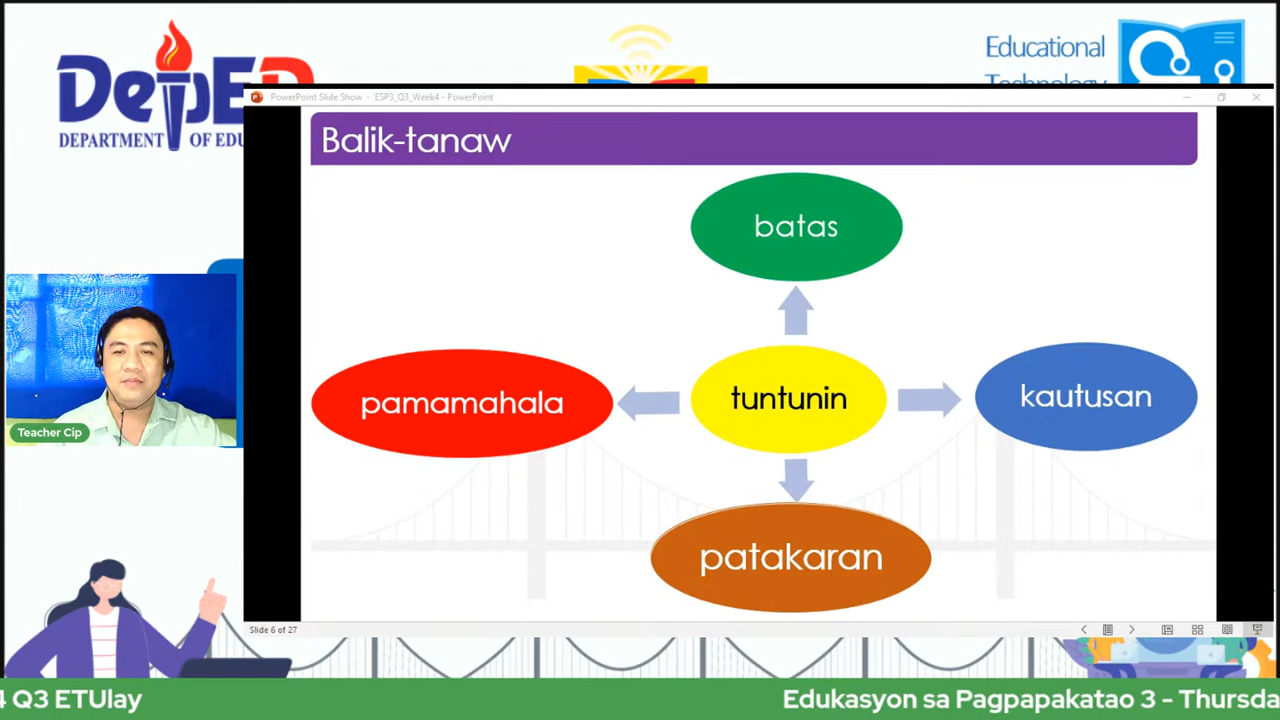 DepED
DEPARTMENT OF EDU
Educational
Technology
PowerPoint Slide Show - ESP3_Q3_Week4 - PowerPoint
Balik-tanaw
batas
pamamahala
tuntunin
kautusan
patakaran
Teacher Cip
Slide 6 of 27
4 Q3 ETUlay
Edukasyon sa Pagpapakatao 3 - Thursda